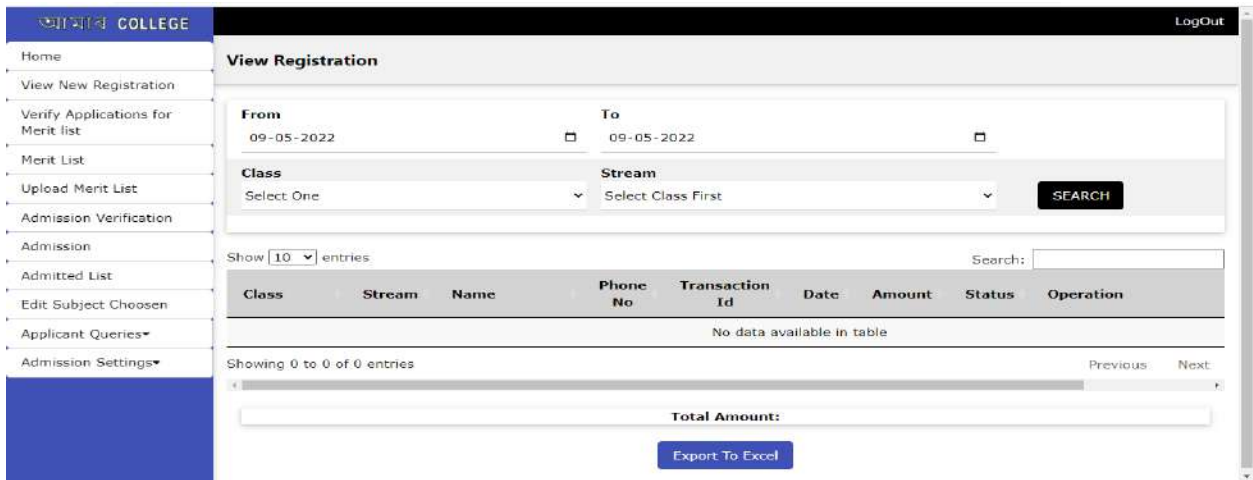 আমাৰ COLLEGE
LogOut
Home
View New Registration
Verify Applications for
Merit list
Merit List
Upload Merit List
Admission Verification
Admission
Admitted List
Edit Subject Choosen
Applicant Queries
Admission Settings
View Registration
From To
09-05-2022 09-05-2022
Class Stream
Select One Select Class First SEARCH
Show 10 entries Search:
Class Stream Name Phone No Transaction Id Date Amount Status Operation
No data available in table
Showing 0 to 0 of 0 entries Previous Next
Total Amount:
Export To Excel